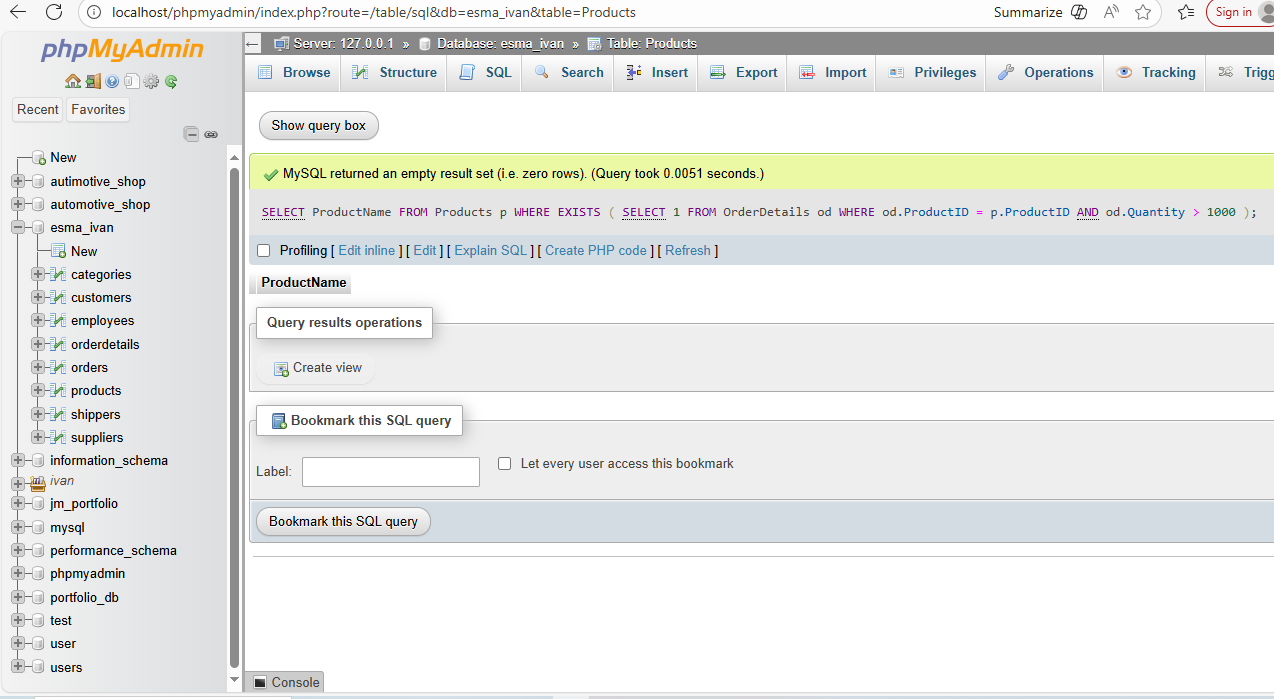 localhost/phpmyadmin/index.php?route=/table/sql&db=esma_ivan&table=Products
Summarize
Sign in
phpMyAdmin
Recent
Favorites
New
autimotive_shop
automotive_shop
esma_ivan
New
categories
customers
employees
orderdetails
orders
products
shippers
suppliers
information_schema
ivan
jm_portfolio
mysql
performance_schema
phpmyadmin
portfolio_db
test
user
users
Server: 127.0.0.1 » Database: esma_ivan » Table: Products
Browse Structure SQL Search Insert Export Import Privileges Operations Tracking Trigg
Show query box
MySQL returned an empty result set (i.e. zero rows). (Query took 0.0051 seconds.)
SELECT ProductName FROM Products p WHERE EXISTS ( SELECT 1 FROM OrderDetails od WHERE od.ProductID = p.ProductID AND od.Quantity > 1000 );
Profiling [ Edit inline ] [ Edit ] [ Explain SQL ] [ Create PHP code ] [ Refresh ]
ProductName
Query results operations
Create view
Bookmark this SQL query
Label:
Let every user access this bookmark
Bookmark this SQL query
Console